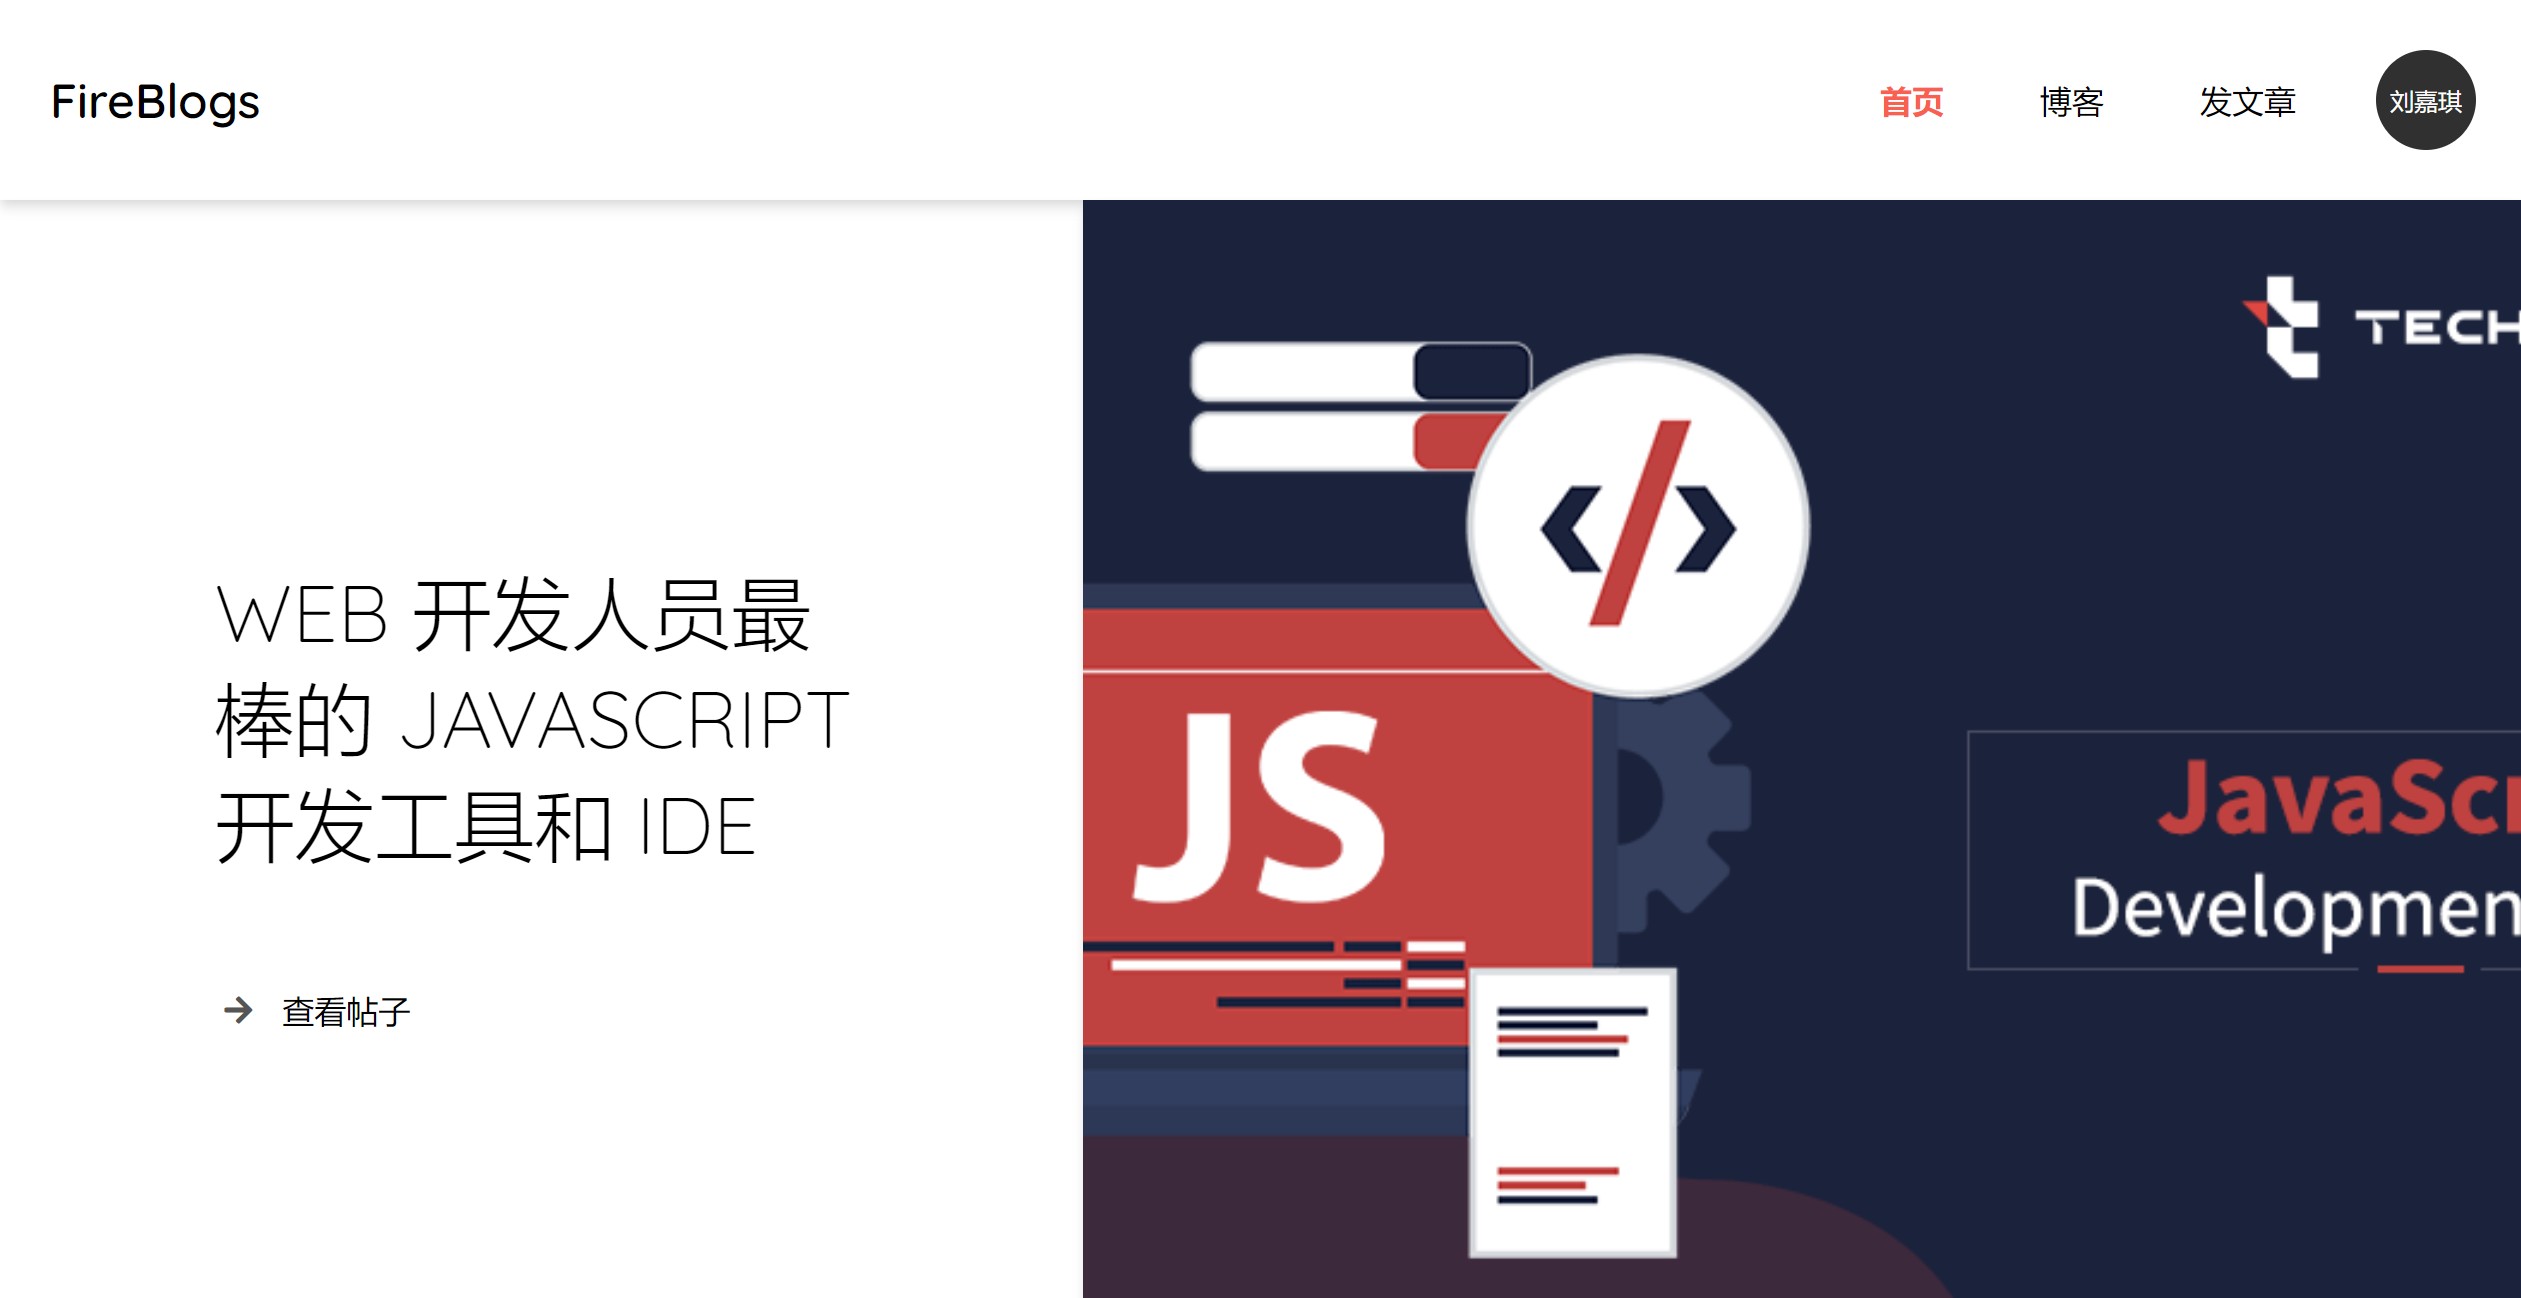 FireBlogs
首页
博客
发文章
刘嘉琪
WEB 开发人员最
棒的 JAVASCRIPT
开发工具和 IDE
查看帖子
TECH
</>
JS
JavaScr
Developmen